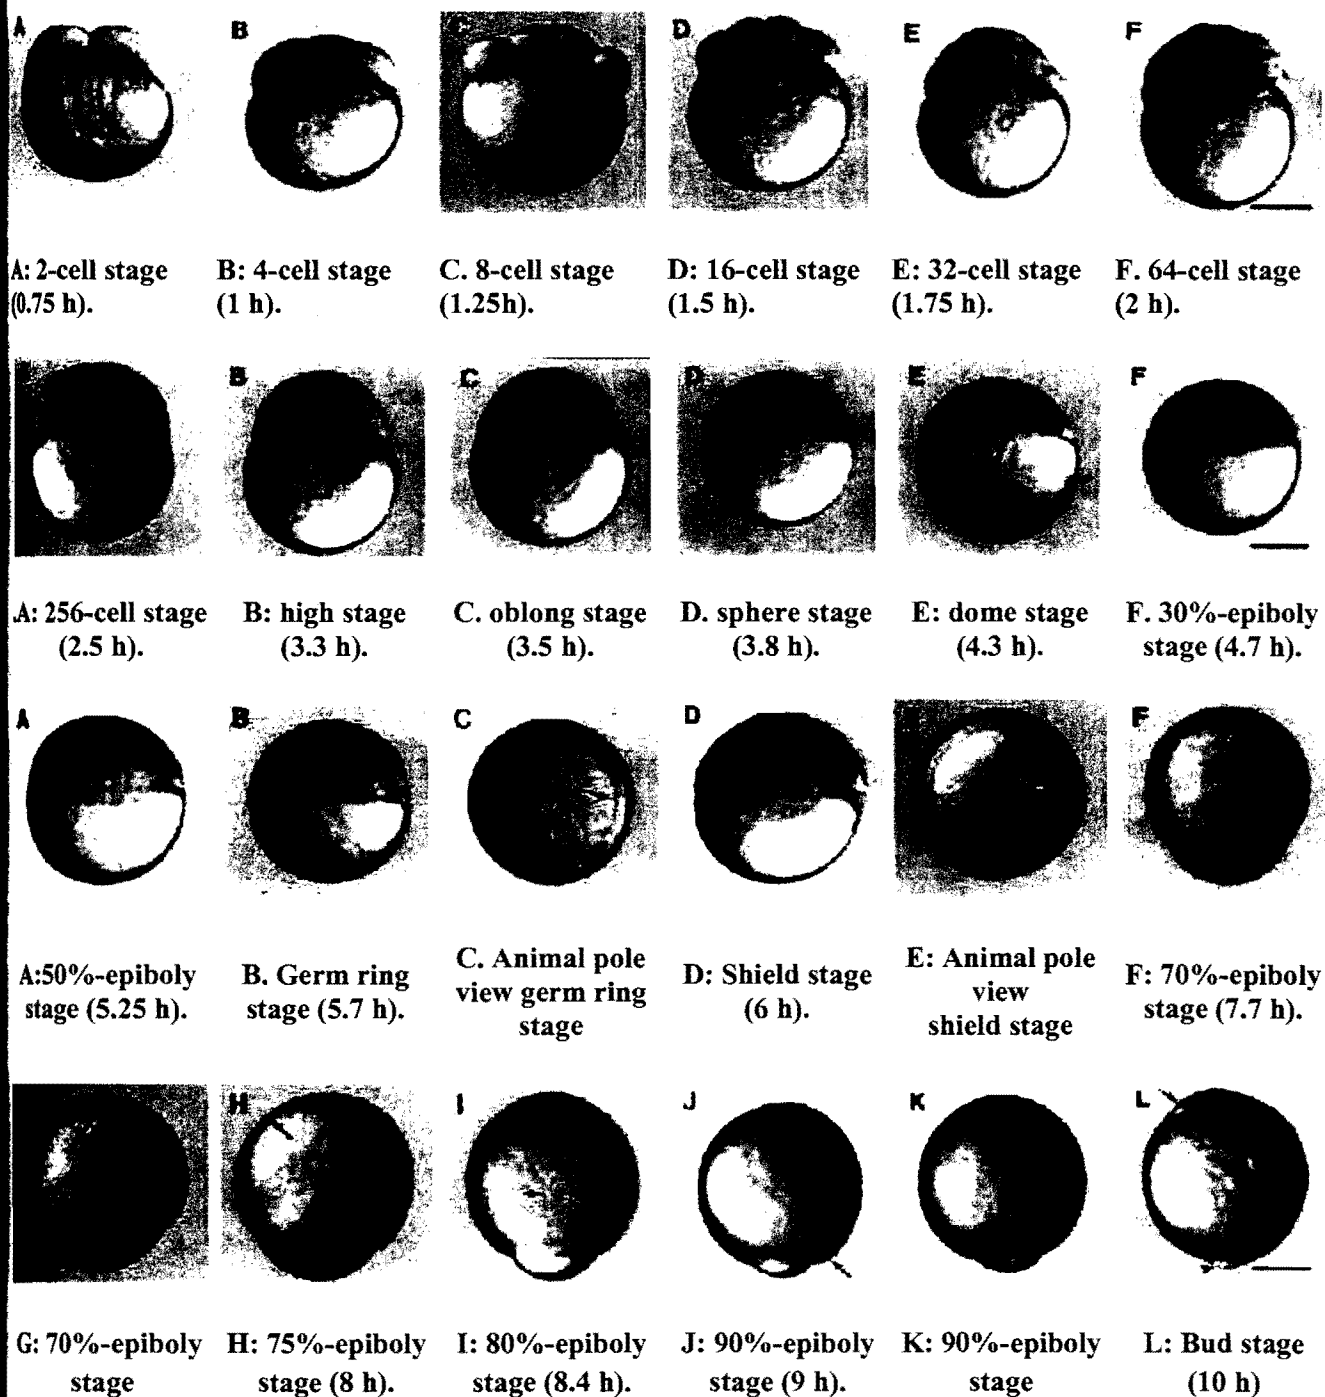 A
B
C
D
E
F
A: 2-cell stage
(0.75 h).
B: 4-cell stage
(1 h).
C. 8-cell stage
(1.25h).
D: 16-cell stage
(1.5 h).
E: 32-cell stage
(1.75 h).
F. 64-cell stage
(2 h).
B
C
D
E
F
.A: 256-cell stage
(2.5 h).
B: high stage
(3.3 h).
C. oblong stage
(3.5 h).
D. sphere stage
(3.8 h).
E: dome stage
(4.3 h).
F. 30%-epiboly
stage (4.7 h).
A
B
C
D
F
A:50%-epiboly
stage (5.25 h).
B. Germ ring
stage (5.7 h).
C. Animal pole
view germ ring
stage
D: Shield stage
(6 h).
E: Animal pole
view
shield stage
F: 70%-epiboly
stage (7.7 h).
H
I
J
K
L
G: 70%-epiboly
stage
H: 75%-epiboly
stage (8 h).
I: 80%-epiboly
stage (8.4 h).
J: 90%-epiboly
stage (9 h).
K: 90%-epiboly
stage
L: Bud stage
(10 h)